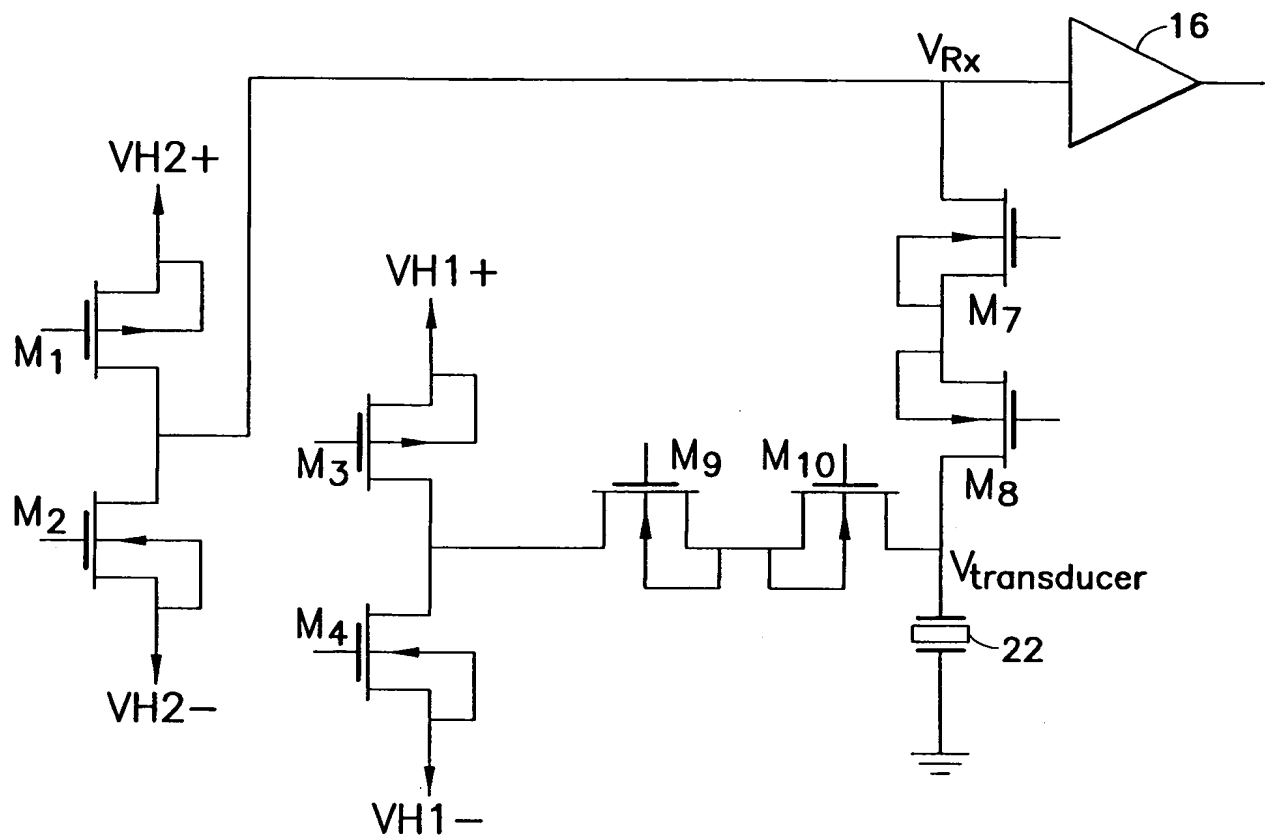 16
VRx
VH2+
VH1+
M1
M7
M3
M9
M10
M8
M2
Vtransducer
M4
22
VH2-
VH1-